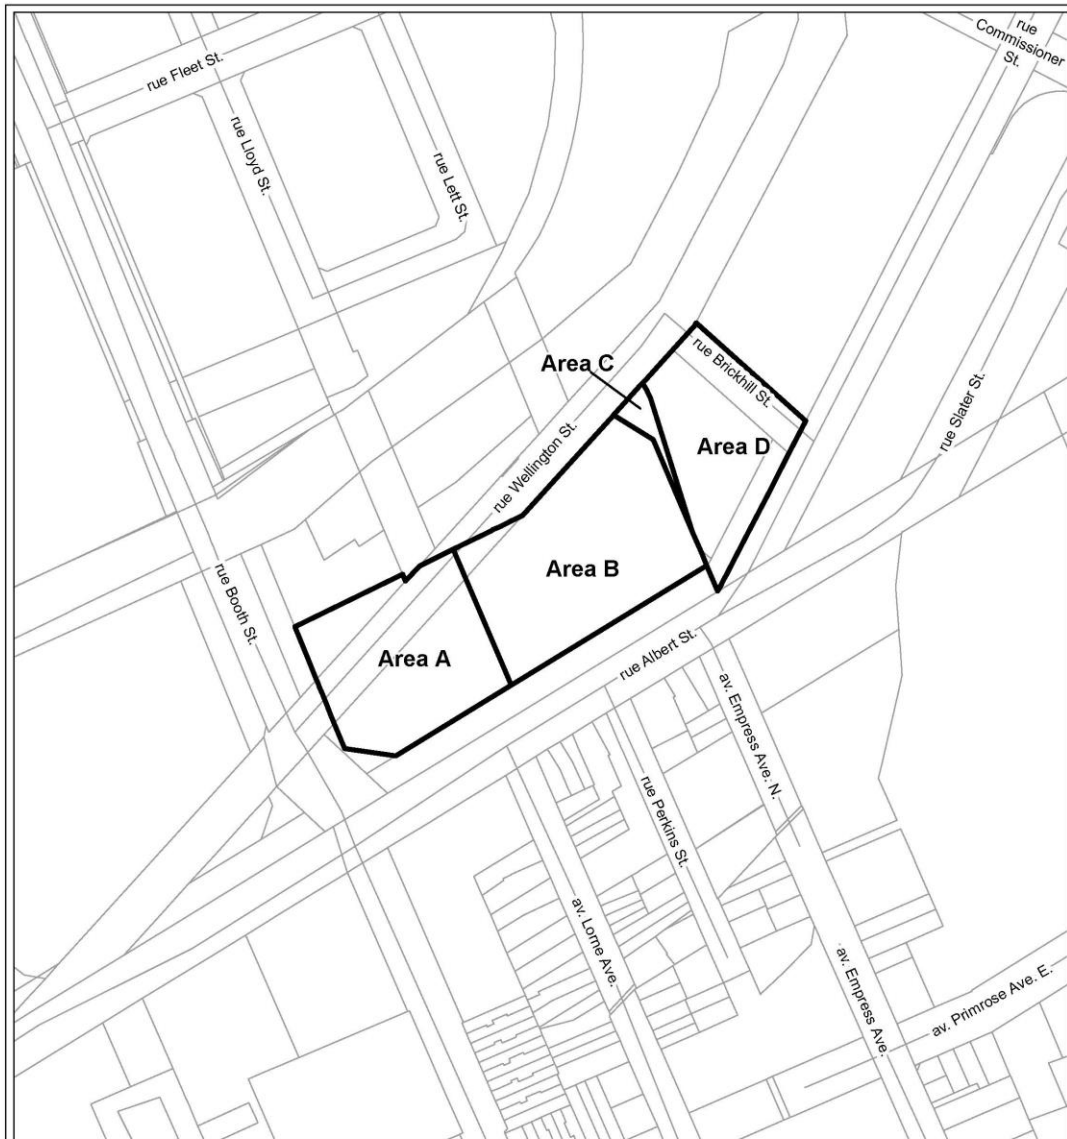 rue
Commissioner
St.
rue Fleet St.
rue Lloyd St.
rue Lett St.
rue Brickhill St.
Area C
rue Slater St.
Area D
rue Wellington St.
Area B
rue Booth St.
Area A
rue Albert St.
av. Empress Ave. N.
rue Perkins St.
av. Lorne Ave.
av. Empress Ave.
av. Primrose Ave. E.